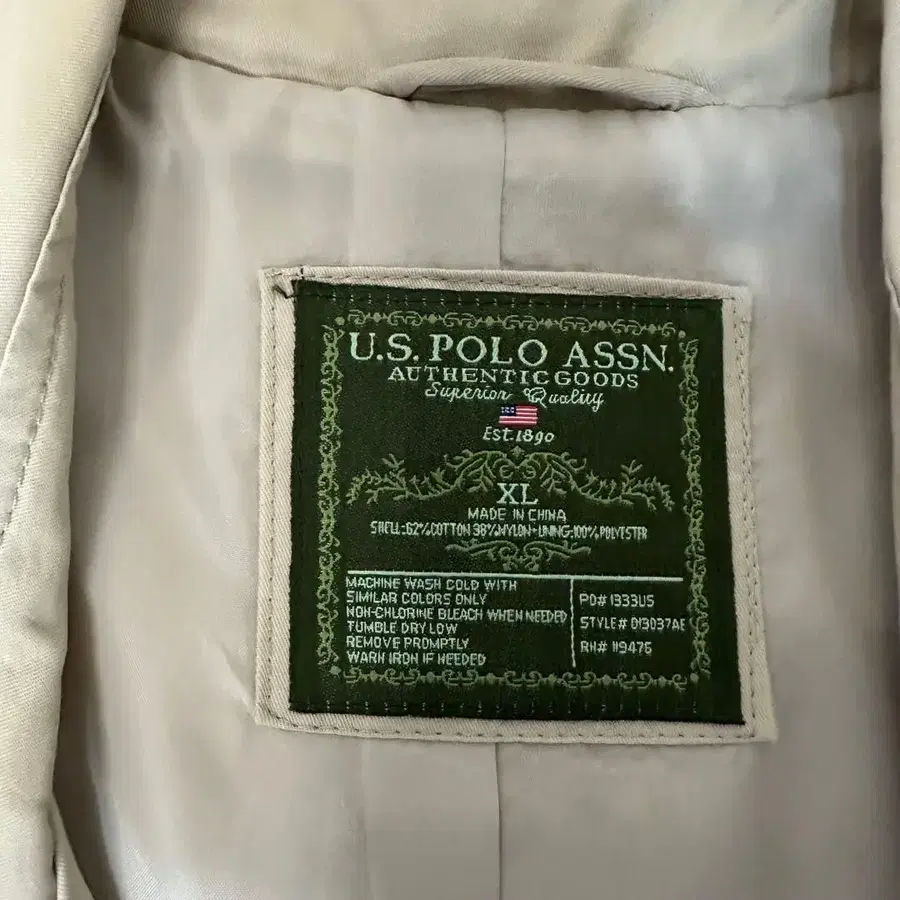 U.S. POLO ASSN.
AUTHENTIC GOODS
Superior Quality
Est. 1890
XL
MADE IN CHINA
SHELL:62%COTTON 38%NYLON•LINING:100% POLYESTER
MACHINE WASH COLD WITH
SIMILAR COLORS ONLY
NON-CHLORINE BLEACH WHEN NEEDED
TUMBLE DRY LOW
REMOVE PROMPTLY
WARM IRON IF NEEDED
PO# 1333US
STYLE# 013037AE
RN# 119476